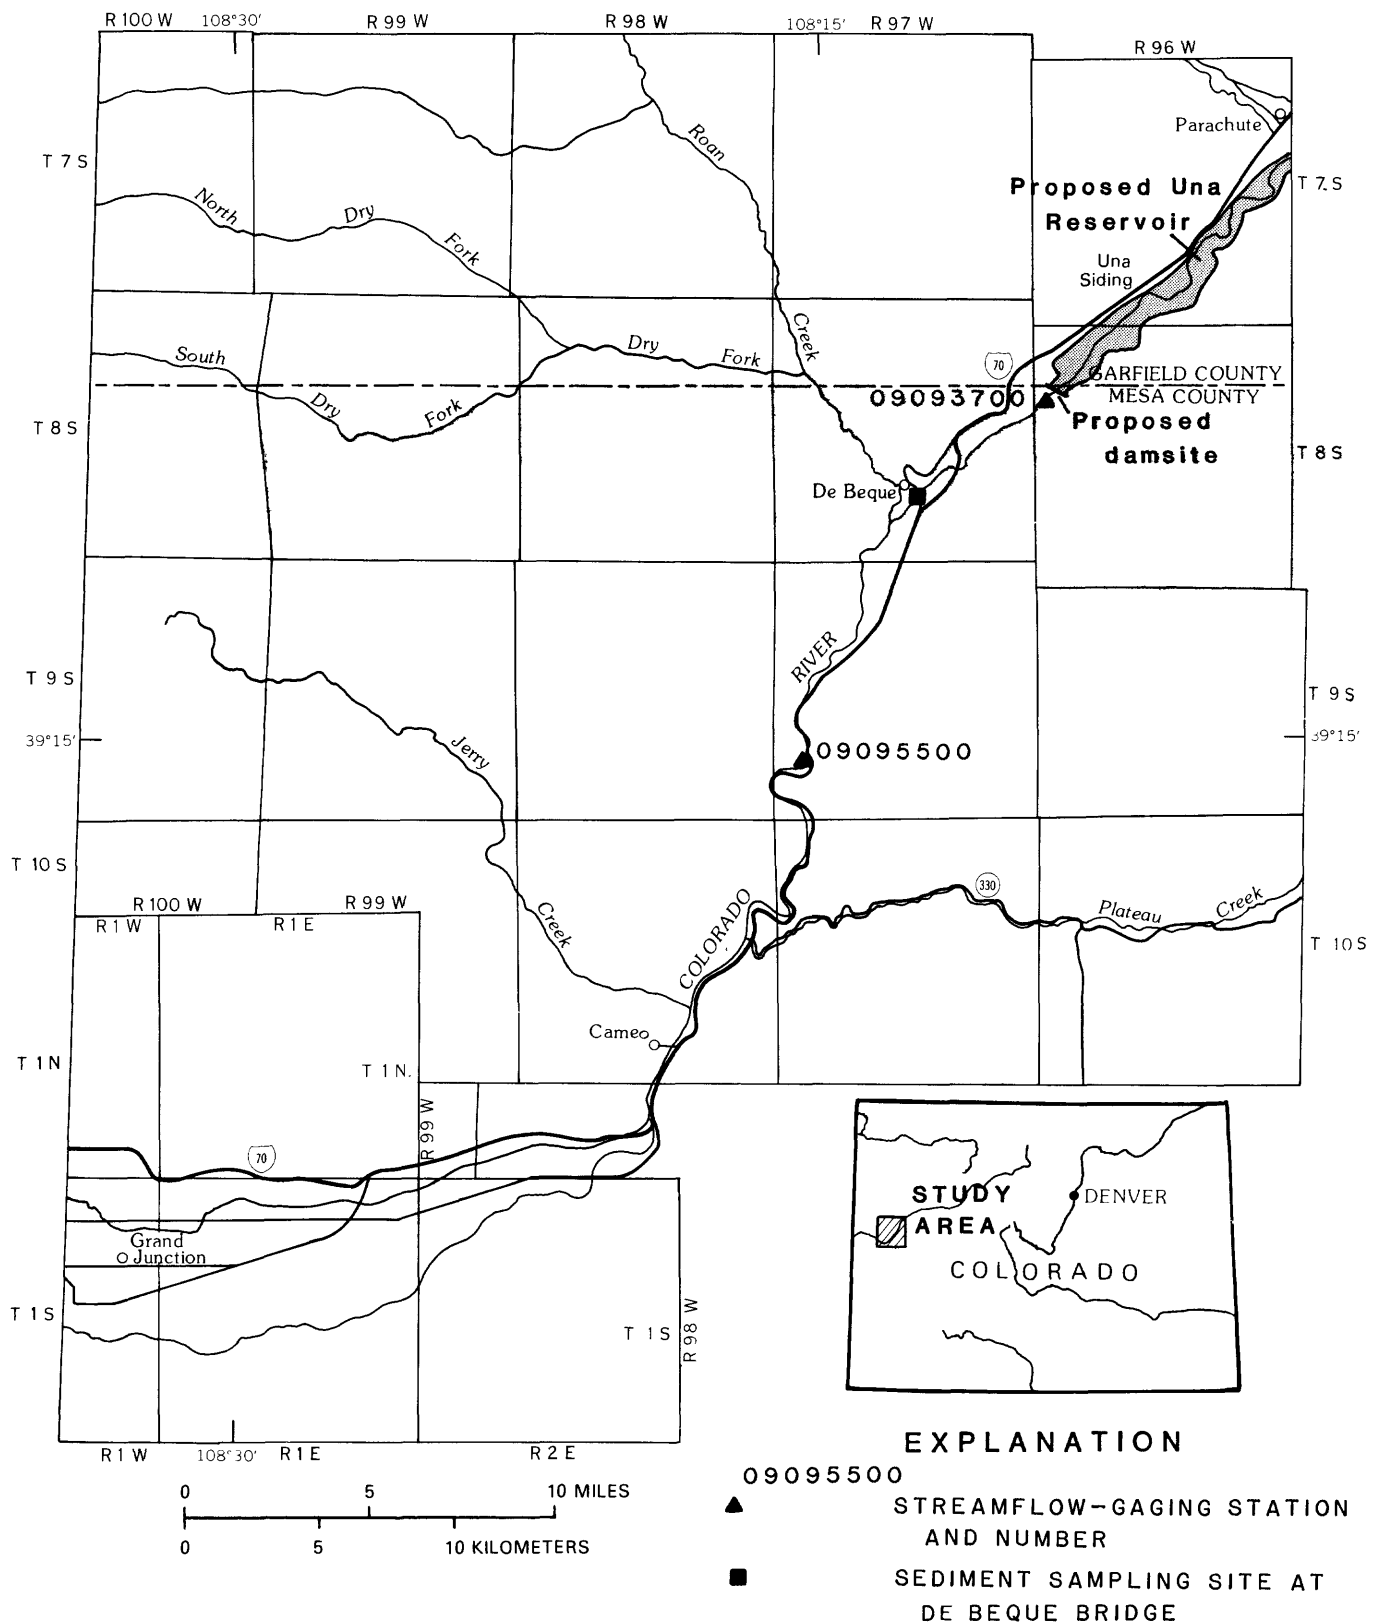 R 100 W 108°30' R 99 W R 98 W 108°15' R 97 W
R 96 W
Parachute
T 7 S
T 7.S
Roan
Proposed Una
Reservoir
North
Dry
Fork
Una
Siding
Creek
South
Dry
Fork
Dry
Fork
70
GARFIELD COUNTY
MESA COUNTY
09093700
Proposed
damsite
T 8 S
T 8 S
De Beque
RIVER
T 9 S
T 9 S
39°15'
39°15'
Jerry
09095500
T 10 S
330
R 100 W R 99 W
R 1 W R 1 E
Creek
COLORADO
Plateau
Creek
T 10 S
Cameo
T 1 N
T 1 N.
R 99 W
70
STUDY
AREA
DENVER
COLORADO
Grand
Junction
T 1 S
T 1 S
R 98 W
R 1 W 108°30' R 1 E R 2 E
0 5 10 MILES
0 5 10 KILOMETERS
EXPLANATION
09095500
STREAMFLOW-GAGING STATION
AND NUMBER
SEDIMENT SAMPLING SITE AT
DE BEQUE BRIDGE